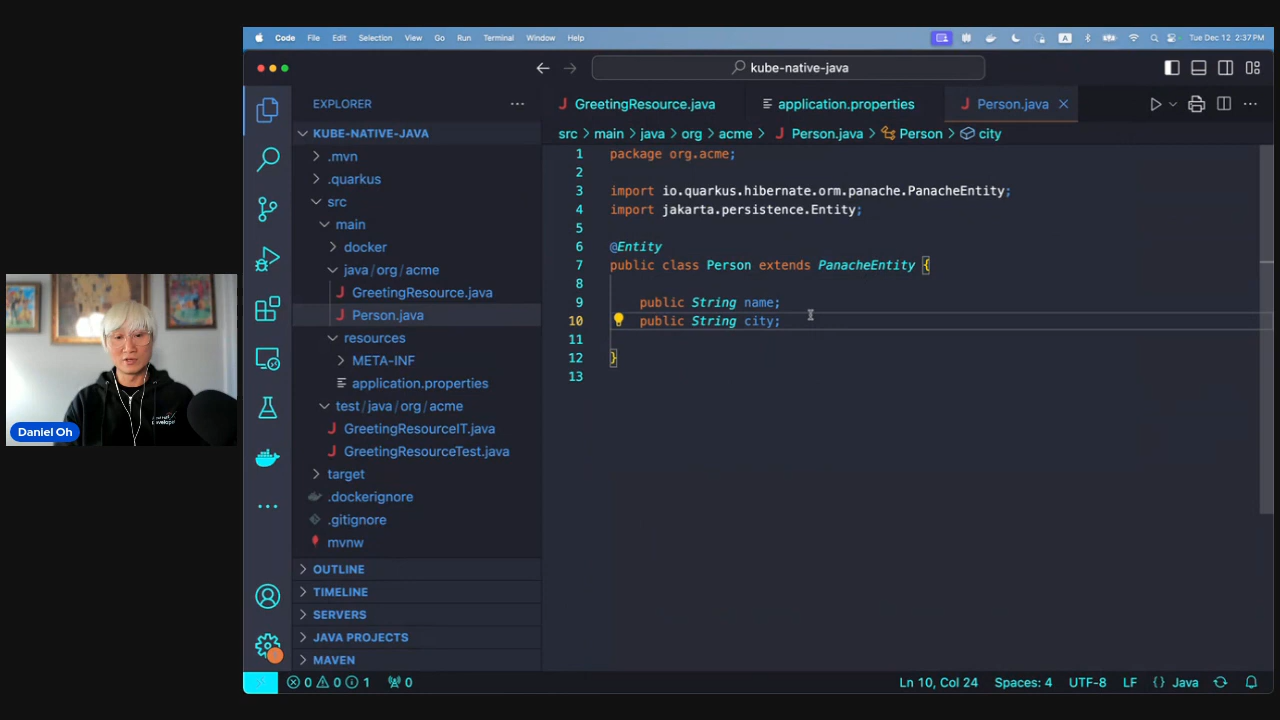 Code File Edit Selection View Go Run Terminal Window Help A Tue Dec 12 2:37 PM
kube-native-java
EXPLORER
GreetingResource.java application.properties Person.java
src > main > java > org > acme > Person.java > Person > city
KUBE-NATIVE-JAVA
.mvn
.quarkus
src
main
docker
java/org/acme
GreetingResource.java
Person.java
resources
META-INF
application.properties
test/java/org/acme
GreetingResourceIT.java
GreetingResourceTest.java
target
.dockerignore
.gitignore
mvnw
OUTLINE
TIMELINE
SERVERS
JAVA PROJECTS
MAVEN
1 package org.acme;
2
3 import io.quarkus.hibernate.orm.panache.PanacheEntity;
4 import jakarta.persistence.Entity;
5
6 @Entity
7 public class Person extends PanacheEntity {
8
9 public String name;
10 public String city;
11
12 }
13
Daniel Oh
0 0 1 0 Ln 10, Col 24 Spaces: 4 UTF-8 LF {} Java